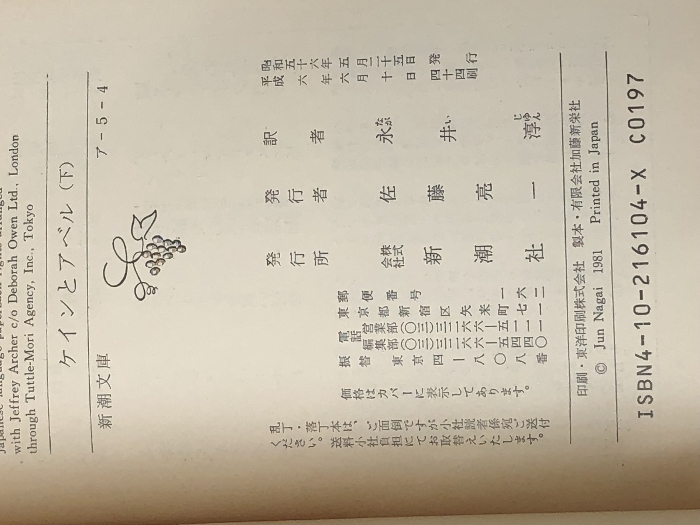 with Jeffrey Archer c/o Deborah Owen Ltd., London
through Tuttle-Mori Agency, Inc., Tokyo
ケインとアベル(下)
新潮文庫 ア-5-4
昭和五十六年五月二十五日発行
平成六年六月十日四十四刷
訳者 永井淳
なが い じゅん
発行者 佐藤亮一
発行所 株式会社 新潮社
郵便番号 一六二
東京都新宿区矢来町七一
電話 営業部(〇三)三二六六―五一一一
編集部(〇三)三二六六―五四四〇
振替 東京四―八〇八番
価格はカバーに表示してあります。
乱丁・落丁本は、ご面倒ですが小社読者係宛ご送付
ください。送料小社負担にてお取替えいたします。
印刷・東洋印刷株式会社 製本・有限会社加藤新栄社
© Jun Nagai 1981 Printed in Japan
ISBN4-10-216104-X C0197